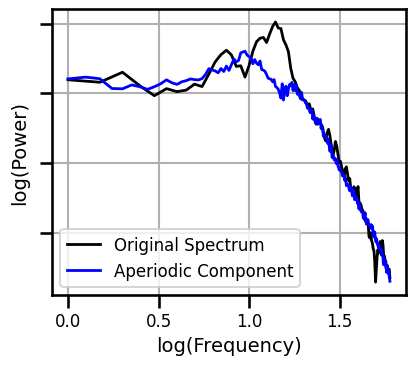 log(Power)
Original Spectrum
Aperiodic Component
0.0 0.5 1.0 1.5
log(Frequency)